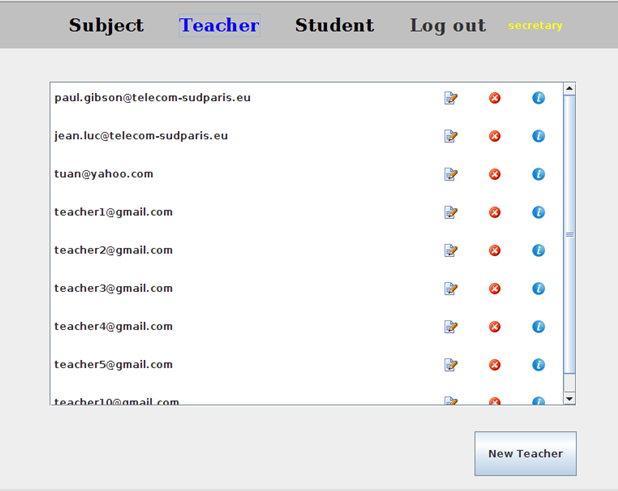 Subject Teacher Student Log out secretary
paul.gibson@telecom-sudparis.eu
jean.luc@telecom-sudparis.eu
tuan@yahoo.com
teacher1@gmail.com
teacher2@gmail.com
teacher3@gmail.com
teacher4@gmail.com
teacher5@gmail.com
teacher10@gmail.com
New Teacher